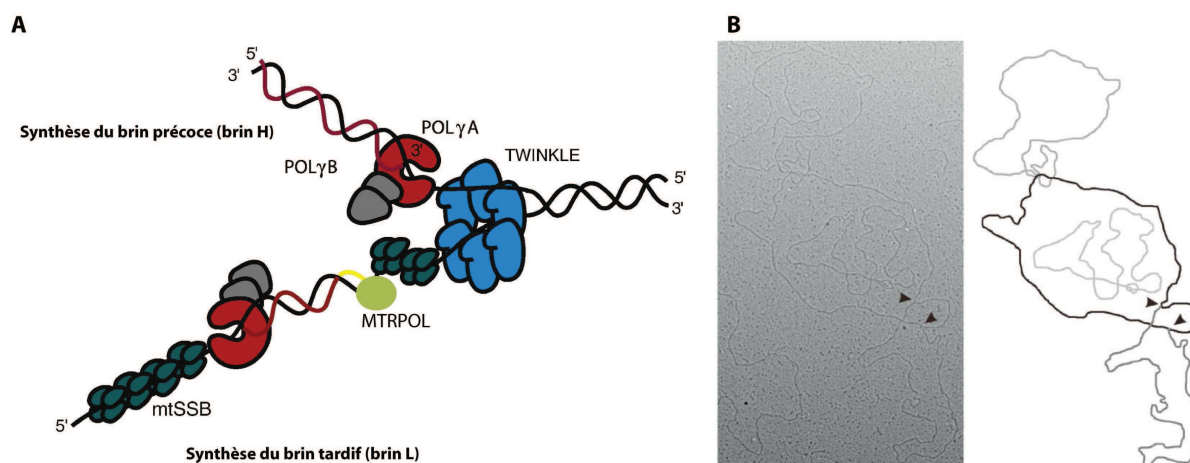 A
B
5'
3'
Synthèse du brin précoce (brin H)
POLγA
3'
POLγB
TWINKLE
5'
3'
MTRPOL
mtSSB
5'
Synthèse du brin tardif (brin L)